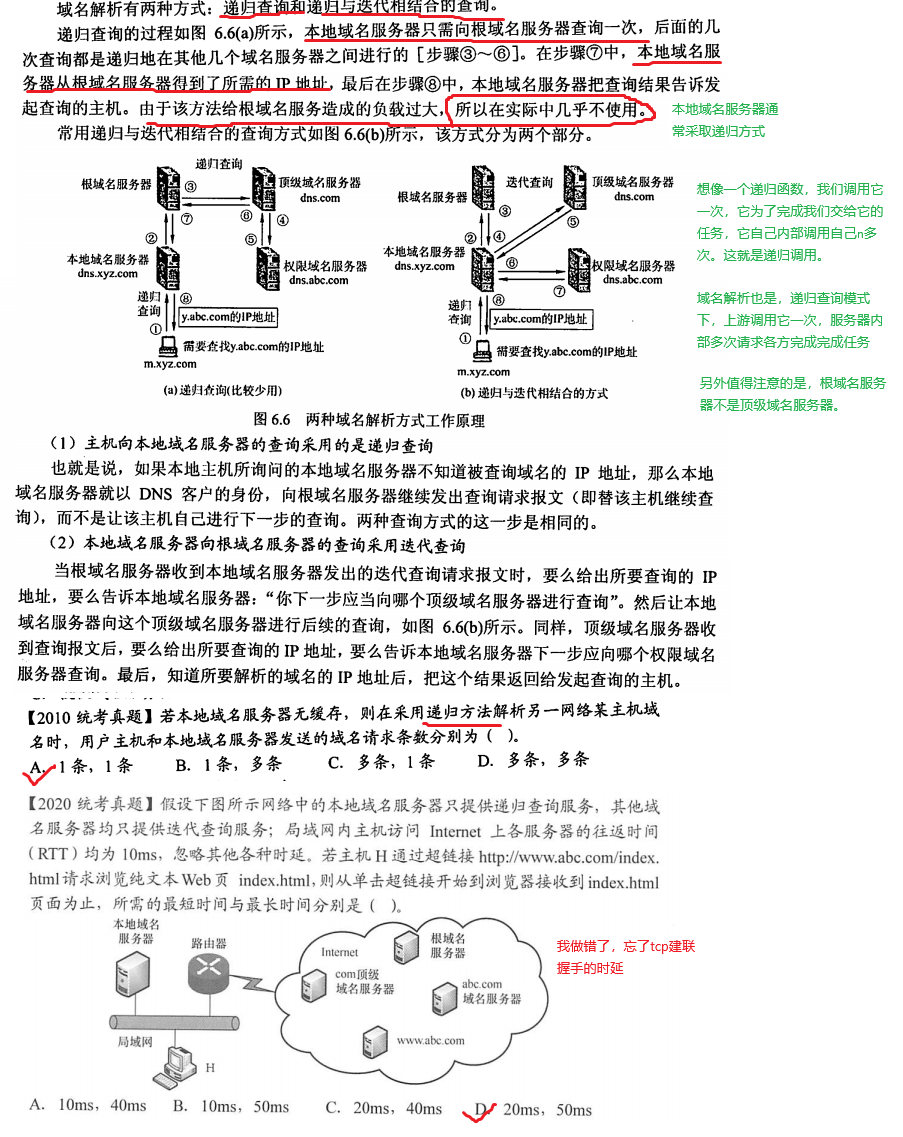 域名解析有两种方式：递归查询和递归与迭代相结合的查询。
递归查询的过程如图 6.6(a)所示，本地域名服务器只需向根域名服务器查询一次，后面的几
次查询都是递归地在其他几个域名服务器之间进行的［步骤③～⑥］。在步骤⑦中，本地域名服
务器从根域名服务器得到了所需的 IP 地址，最后在步骤⑧中，本地域名服务器把查询结果告诉发
起查询的主机。由于该方法给根域名服务造成的负载过大，所以在实际中几乎不使用。
常用递归与迭代相结合的查询方式如图 6.6(b)所示，该方式分为两个部分。
本地域名服务器通
常采取递归方式
递归查询
根域名服务器
③
顶级域名服务器
dns.com
⑦
⑥
④
②
⑤
本地域名服务器
dns.xyz.com
权限域名服务器
dns.abc.com
递归
查询
⑧
①
y.abc.com的IP地址
需要查找y.abc.com的IP地址
m.xyz.com
(a) 递归查询(比较少用)
迭代查询
根域名服务器
③
顶级域名服务器
dns.com
②
④
⑤
本地域名服务器
dns.xyz.com
⑥
权限域名服务器
dns.abc.com
⑦
递归
查询
⑧
①
y.abc.com的IP地址
需要查找y.abc.com的IP地址
m.xyz.com
(b) 递归与迭代相结合的方式
想像一个递归函数，我们调用它
一次，它为了完成我们交给它的
任务，它自己内部调用自己n多
次。这就是递归调用。
域名解析也是，递归查询模式
下，上游调用它一次，服务器内
部多次请求各方完成完成任务
另外值得注意的是，根域名服务
器不是顶级域名服务器。
图 6.6 两种域名解析方式工作原理
（1）主机向本地域名服务器的查询采用的是递归查询
也就是说，如果本地主机所询问的本地域名服务器不知道被查询域名的 IP 地址，那么本地
域名服务器就以 DNS 客户的身份，向根域名服务器继续发出查询请求报文（即替该主机继续查
询），而不是让该主机自己进行下一步的查询。两种查询方式的这一步是相同的。
（2）本地域名服务器向根域名服务器的查询采用迭代查询
当根域名服务器收到本地域名服务器发出的迭代查询请求报文时，要么给出所要查询的 IP
地址，要么告诉本地域名服务器：“你下一步应当向哪个顶级域名服务器进行查询”。然后让本地
域名服务器向这个顶级域名服务器进行后续的查询，如图 6.6(b)所示。同样，顶级域名服务器收
到查询报文后，要么给出所要查询的 IP 地址，要么告诉本地域名服务器下一步应向哪个权限域名
服务器查询。最后，知道所要解析的域名的 IP 地址后，把这个结果返回给发起查询的主机。
【2010 统考真题】若本地域名服务器无缓存，则在采用递归方法解析另一网络某主机域
名时，用户主机和本地域名服务器发送的域名请求条数分别为（ ）。
A. 1条，1条 B. 1条，多条 C. 多条，1条 D. 多条，多条
【2020 统考真题】假设下图所示网络中的本地域名服务器只提供递归查询服务，其他域
名服务器均只提供迭代查询服务；局域网内主机访问 Internet 上各服务器的往返时间
（RTT）均为 10ms，忽略其他各种时延。若主机 H 通过超链接 http://www.abc.com/index.
html 请求浏览纯文本 Web 页 index.html，则从单击超链接开始到浏览器接收到 index.html
页面为止，所需的最短时间与最长时间分别是（ ）。
本地域名
服务器
路由器
Internet
根域名
服务器
com顶级
域名服务器
abc.com
域名服务器
www.abc.com
局域网
H
我做错了，忘了tcp建联
握手的时延
A. 10ms，40ms B. 10ms，50ms C. 20ms，40ms D. 20ms，50ms